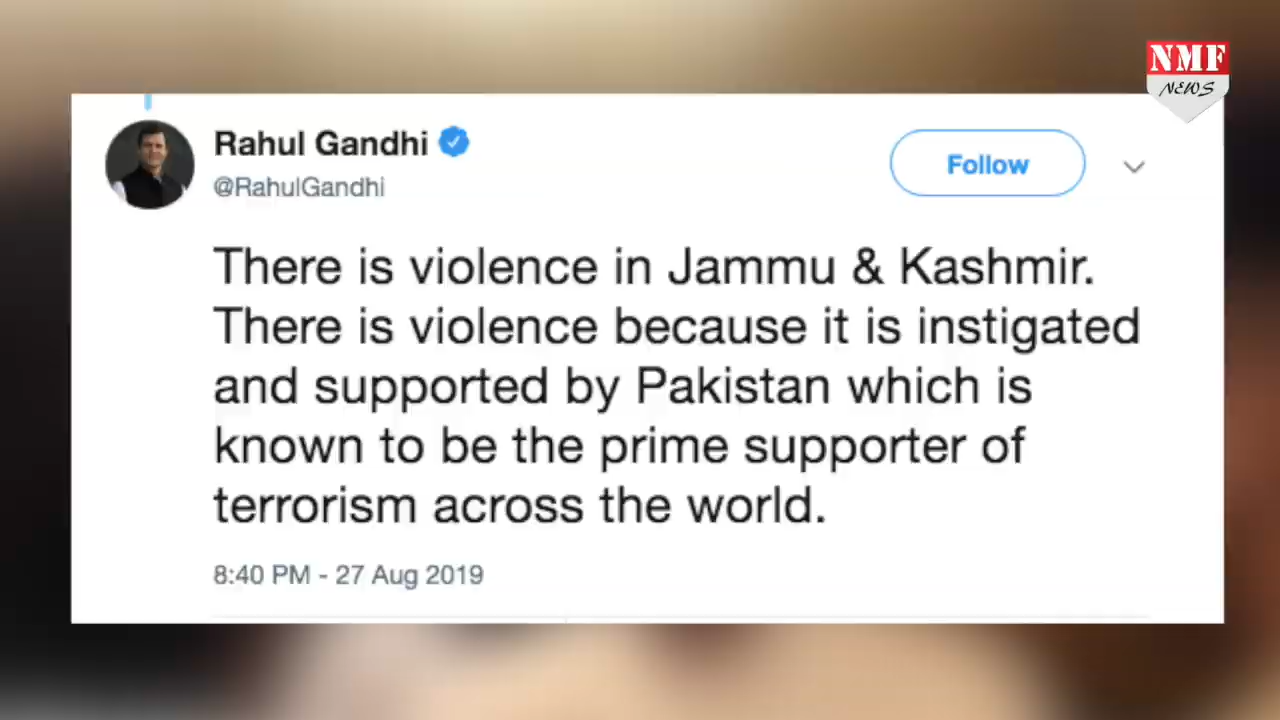 NMF
NEWS
Rahul Gandhi
@RahulGandhi
Follow
There is violence in Jammu & Kashmir.
There is violence because it is instigated
and supported by Pakistan which is
known to be the prime supporter of
terrorism across the world.
8:40 PM - 27 Aug 2019